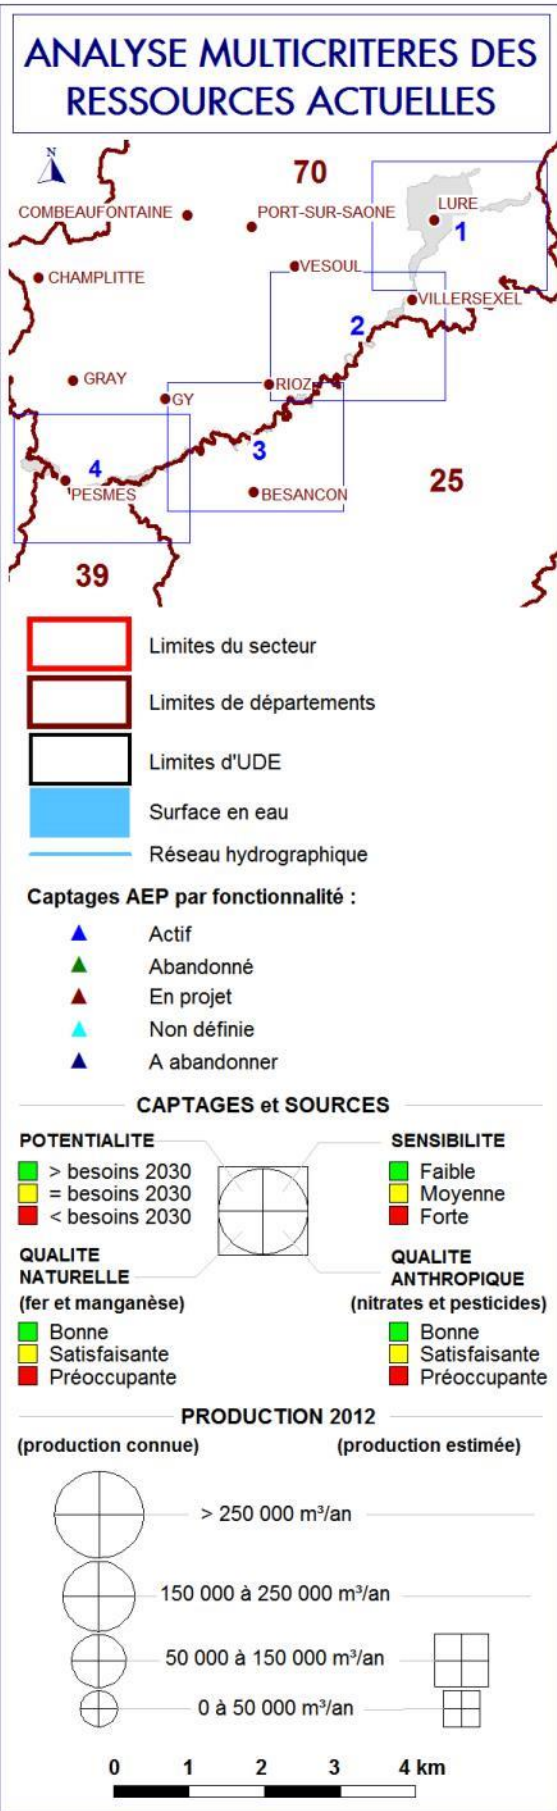 ANALYSE MULTICRITERES DES
RESSOURCES ACTUELLES
N
70
LURE
COMBEAUFONTAINE
PORT-SUR-SAONE
1
VESOUL
CHAMPLITTE
VILLERSEXEL
2
GRAY
RIOZ
GY
3
4
PESMES
BESANCON
25
39
Limites du secteur
Limites de départements
Limites d'UDE
Surface en eau
Réseau hydrographique
Captages AEP par fonctionnalité :
Actif
Abandonné
En projet
Non définie
A abandonner
CAPTAGES et SOURCES
POTENTIALITE
> besoins 2030
= besoins 2030
< besoins 2030
SENSIBILITE
Faible
Moyenne
Forte
QUALITE
NATURELLE
(fer et manganèse)
Bonne
Satisfaisante
Préoccupante
QUALITE
ANTHROPIQUE
(nitrates et pesticides)
Bonne
Satisfaisante
Préoccupante
PRODUCTION 2012
(production connue) (production estimée)
> 250 000 m³/an
150 000 à 250 000 m³/an
50 000 à 150 000 m³/an
0 à 50 000 m³/an
0 1 2 3 4 km